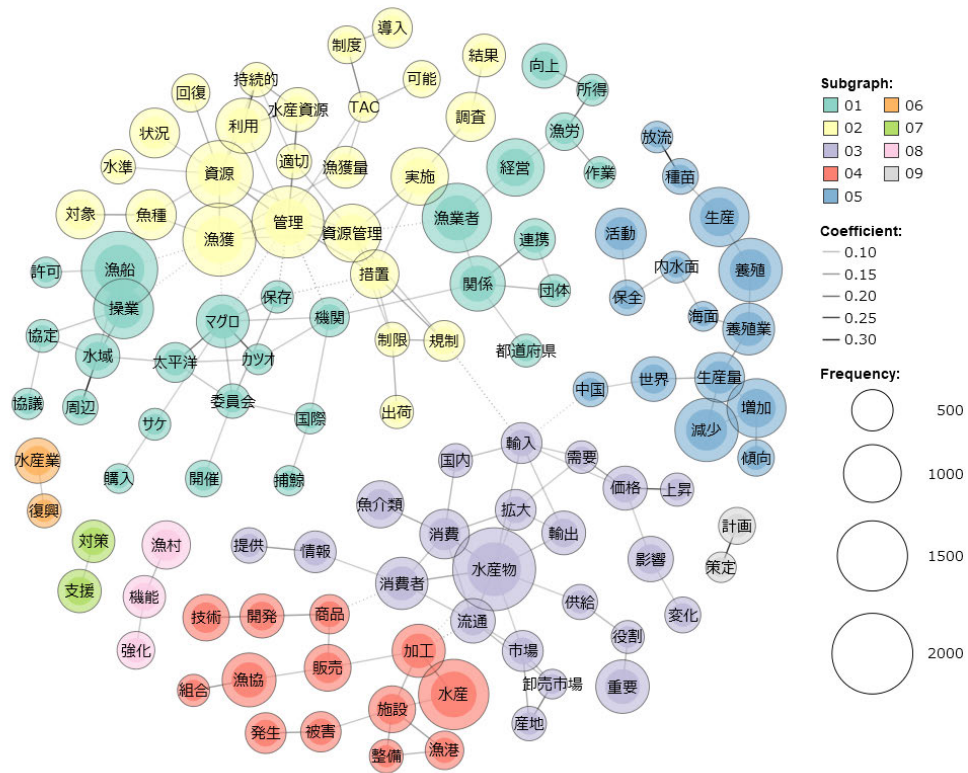 導入
制度
結果
向上
持続的
可能
所得
回復
水産資源
利用
TAC
調査
漁労
状況
放流
水準
適切
漁獲量
資源
実施
経営
作業
種苗
対象
魚種
漁獲
管理
資源管理
漁業者
連携
活動
生産
許可
漁船
措置
関係
団体
内水面
養殖
保全
操業
保存
マグロ
機関
海面
養殖業
協定
水域
太平洋
カツオ
制限
規制
都道府県
協議
周辺
委員会
出荷
中国
世界
生産量
サケ
国際
増加
減少
水産業
購入
開催
捕鯨
輸入
国内
需要
傾向
復興
魚介類
拡大
価格
上昇
対策
漁村
提供
情報
消費
輸出
計画
水産物
影響
策定
支援
機能
消費者
供給
変化
技術
開発
商品
流通
役割
強化
加工
市場
組合
漁協
販売
水産
卸売市場
重要
発生
被害
施設
産地
整備
漁港
Subgraph:
01 06
02 07
03 08
04 09
05
Coefficient:
0.10
0.15
0.20
0.25
0.30
Frequency:
500
1000
1500
2000